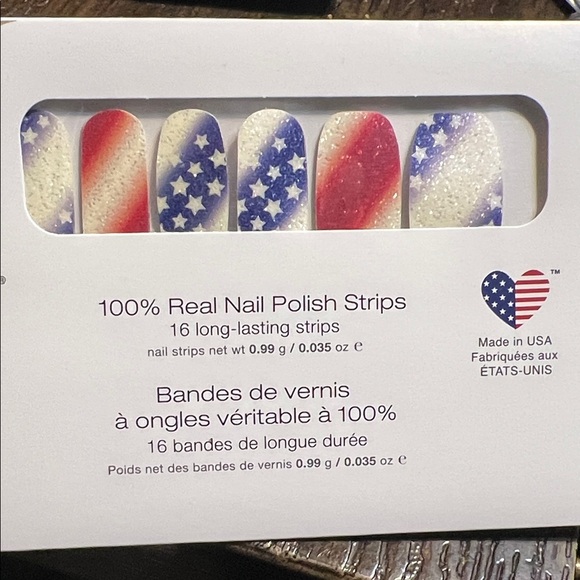 ®
100% Real Nail Polish Strips
16 long-lasting strips
nail strips net wt 0.99 g / 0.035 oz ℮
Bandes de vernis
à ongles véritable à 100%
16 bandes de longue durée
Poids net des bandes de vernis 0.99 g / 0.035 oz ℮
TM
Made in USA
Fabriquées aux
ÉTATS-UNIS